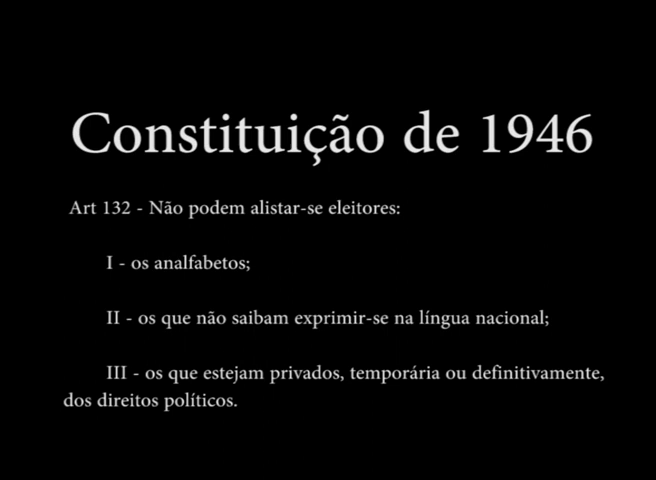 Constituição de 1946
Art 132 - Não podem alistar-se eleitores:
I - os analfabetos;
II - os que não saibam exprimir-se na língua nacional;
III - os que estejam privados, temporária ou definitivamente,
dos direitos políticos.